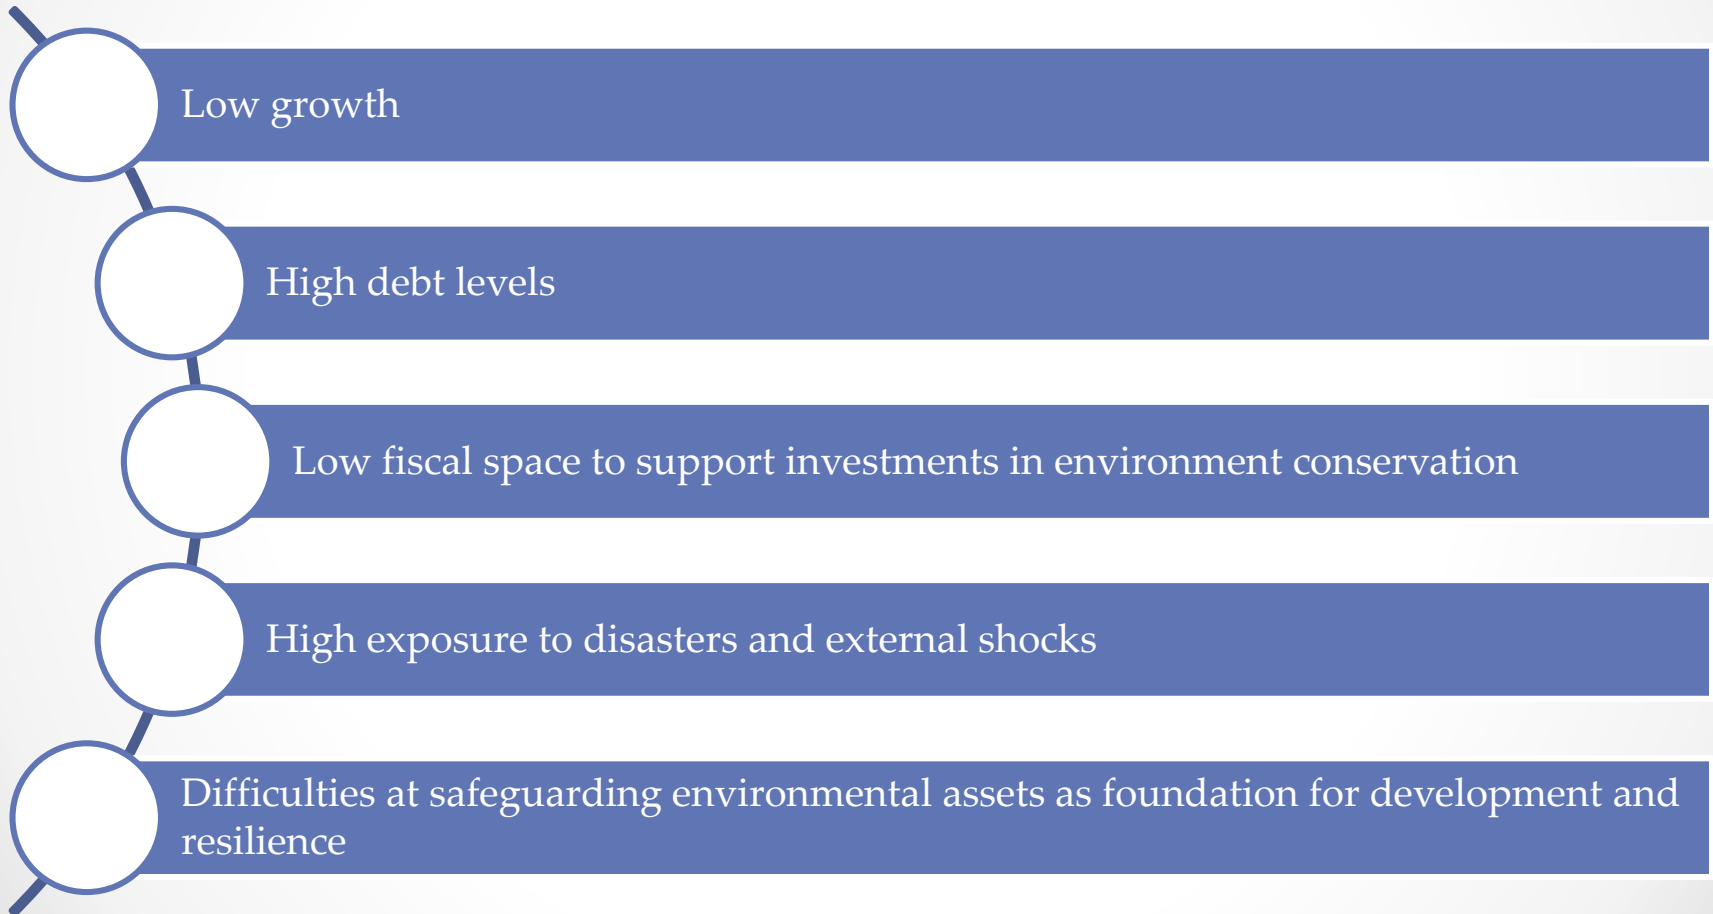 Low growth
High debt levels
Low fiscal space to support investments in environment conservation
High exposure to disasters and external shocks
Difficulties at safeguarding environmental assets as foundation for development and
resilience